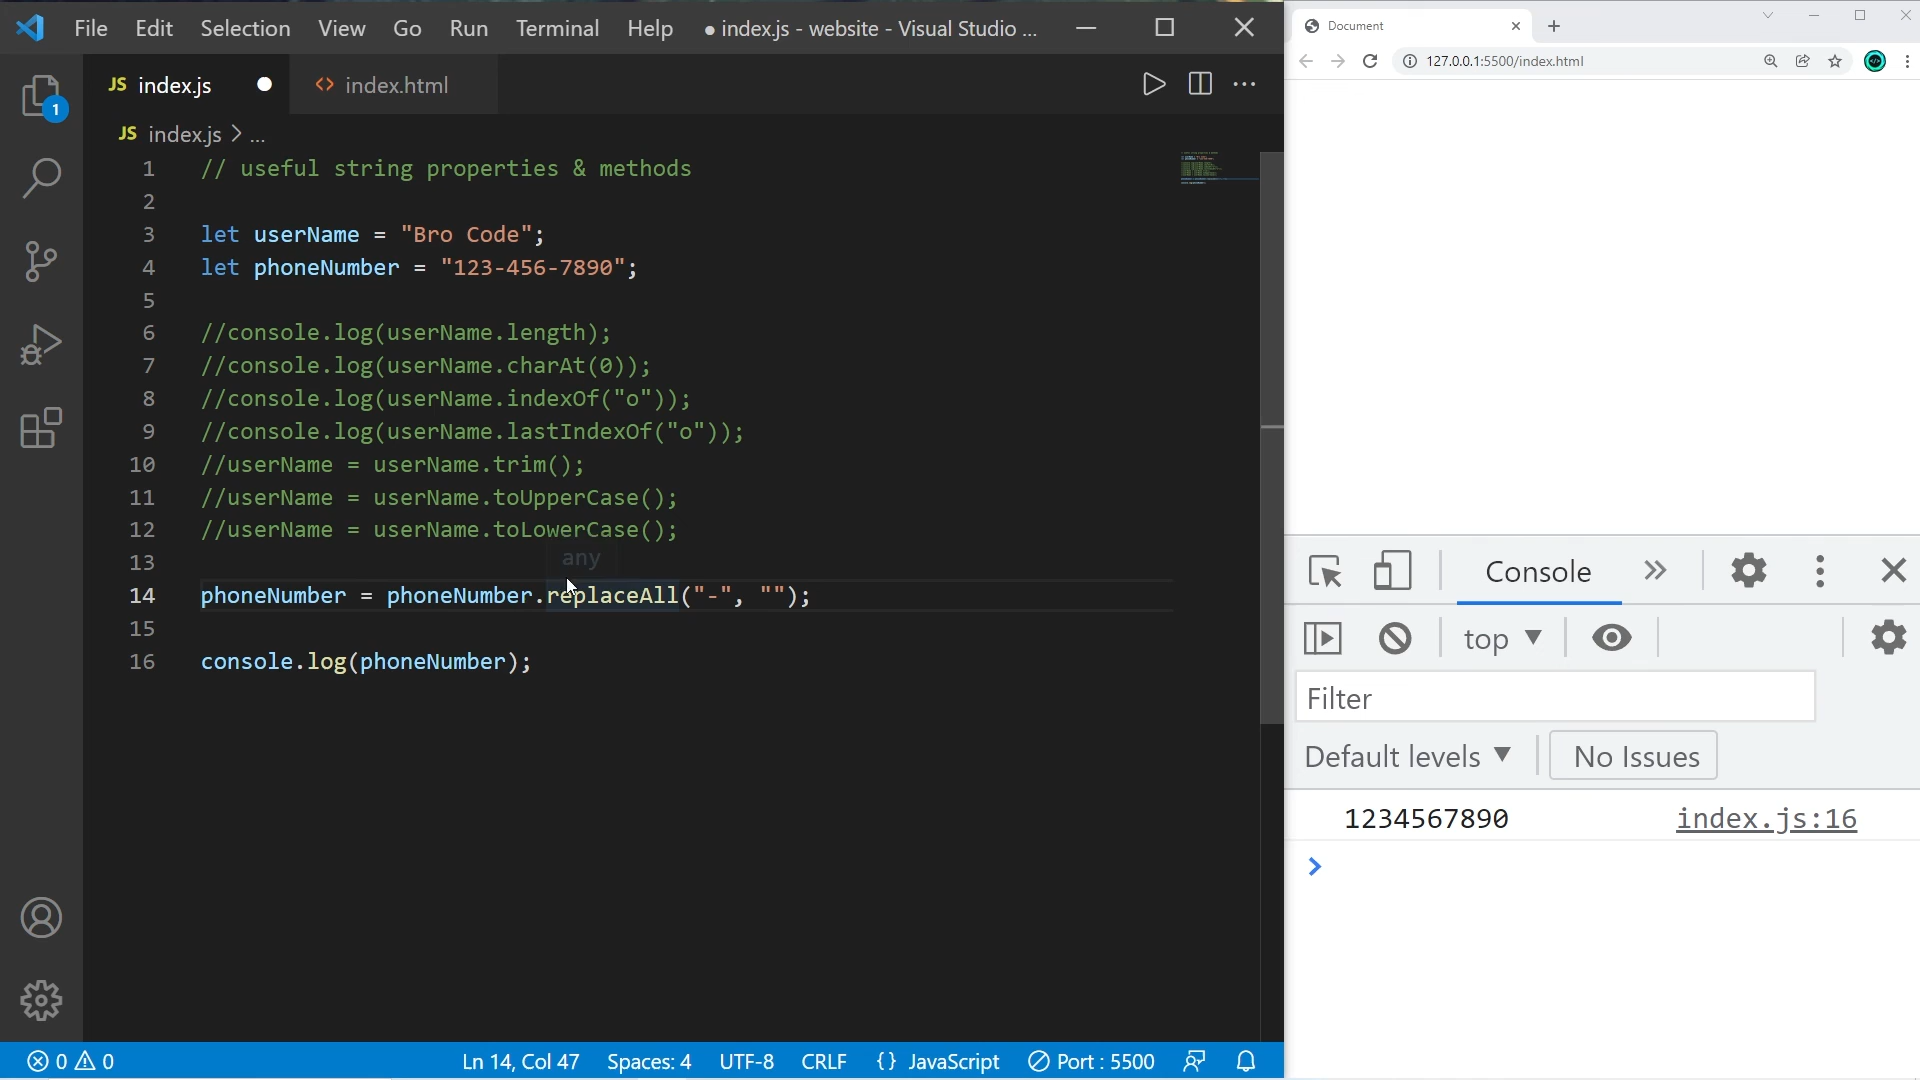 File Edit Selection View Go Run Terminal Help ● index.js - website - Visual Studio ...
JS index.js ● <> index.html
JS index.js > ...
1 // useful string properties & methods
2
3 let userName = "Bro Code";
4 let phoneNumber = "123-456-7890";
5
6 //console.log(userName.length);
7 //console.log(userName.charAt(0));
8 //console.log(userName.indexOf("o"));
9 //console.log(userName.lastIndexOf("o"));
10 //userName = userName.trim();
11 //userName = userName.toUpperCase();
12 //userName = userName.toLowerCase();
13
any
14 phoneNumber = phoneNumber.replaceAll("-", "");
15
16 console.log(phoneNumber);
1
0 0 Ln 14, Col 47 Spaces: 4 UTF-8 CRLF {} JavaScript Port : 5500
Document
127.0.0.1:5500/index.html
Console
top
Filter
Default levels No Issues
1234567890 index.js:16